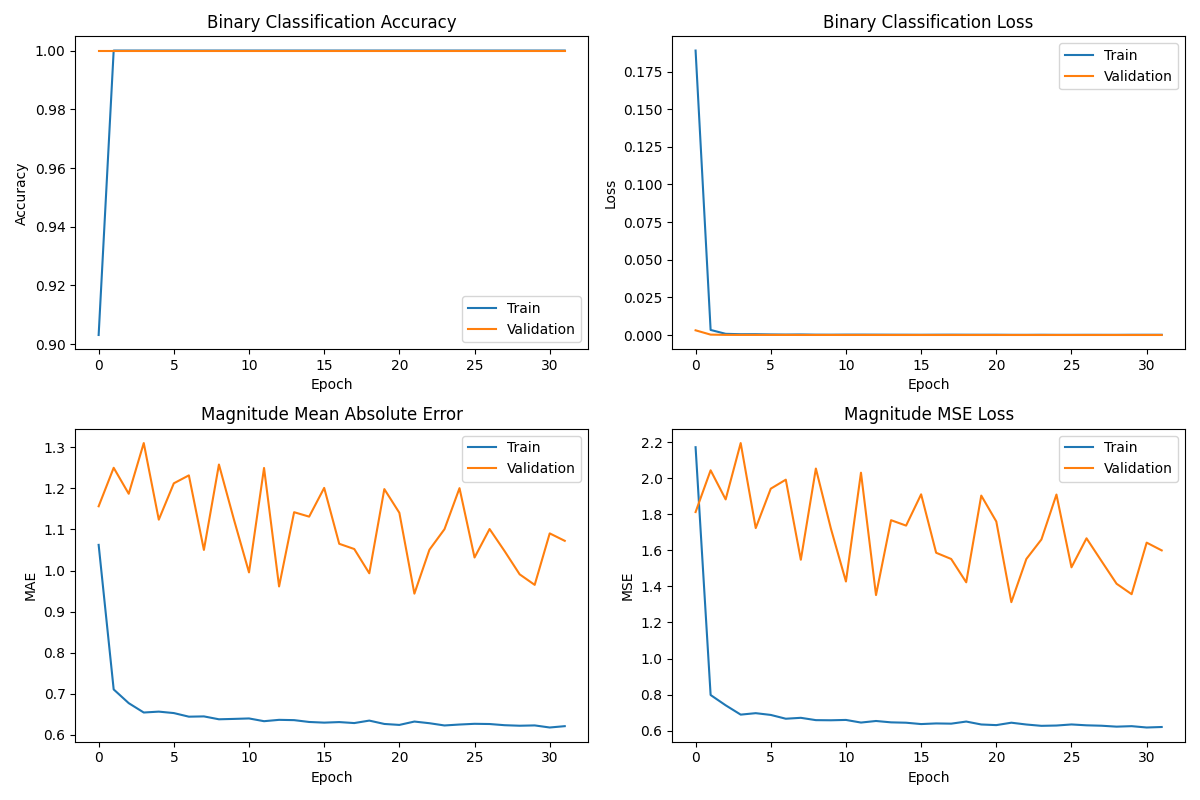 Binary Classification Accuracy
1.00
0.98
0.96
0.94
0.92
0.90
Accuracy
Train
Validation
0 5 10 15 20 25 30
Epoch
Binary Classification Loss
0.175
0.150
0.125
0.100
0.075
0.050
0.025
0.000
Loss
Train
Validation
0 5 10 15 20 25 30
Epoch
Magnitude Mean Absolute Error
1.3
1.2
1.1
1.0
0.9
0.8
0.7
0.6
MAE
Train
Validation
0 5 10 15 20 25 30
Epoch
Magnitude MSE Loss
2.2
2.0
1.8
1.6
1.4
1.2
1.0
0.8
0.6
MSE
Train
Validation
0 5 10 15 20 25 30
Epoch